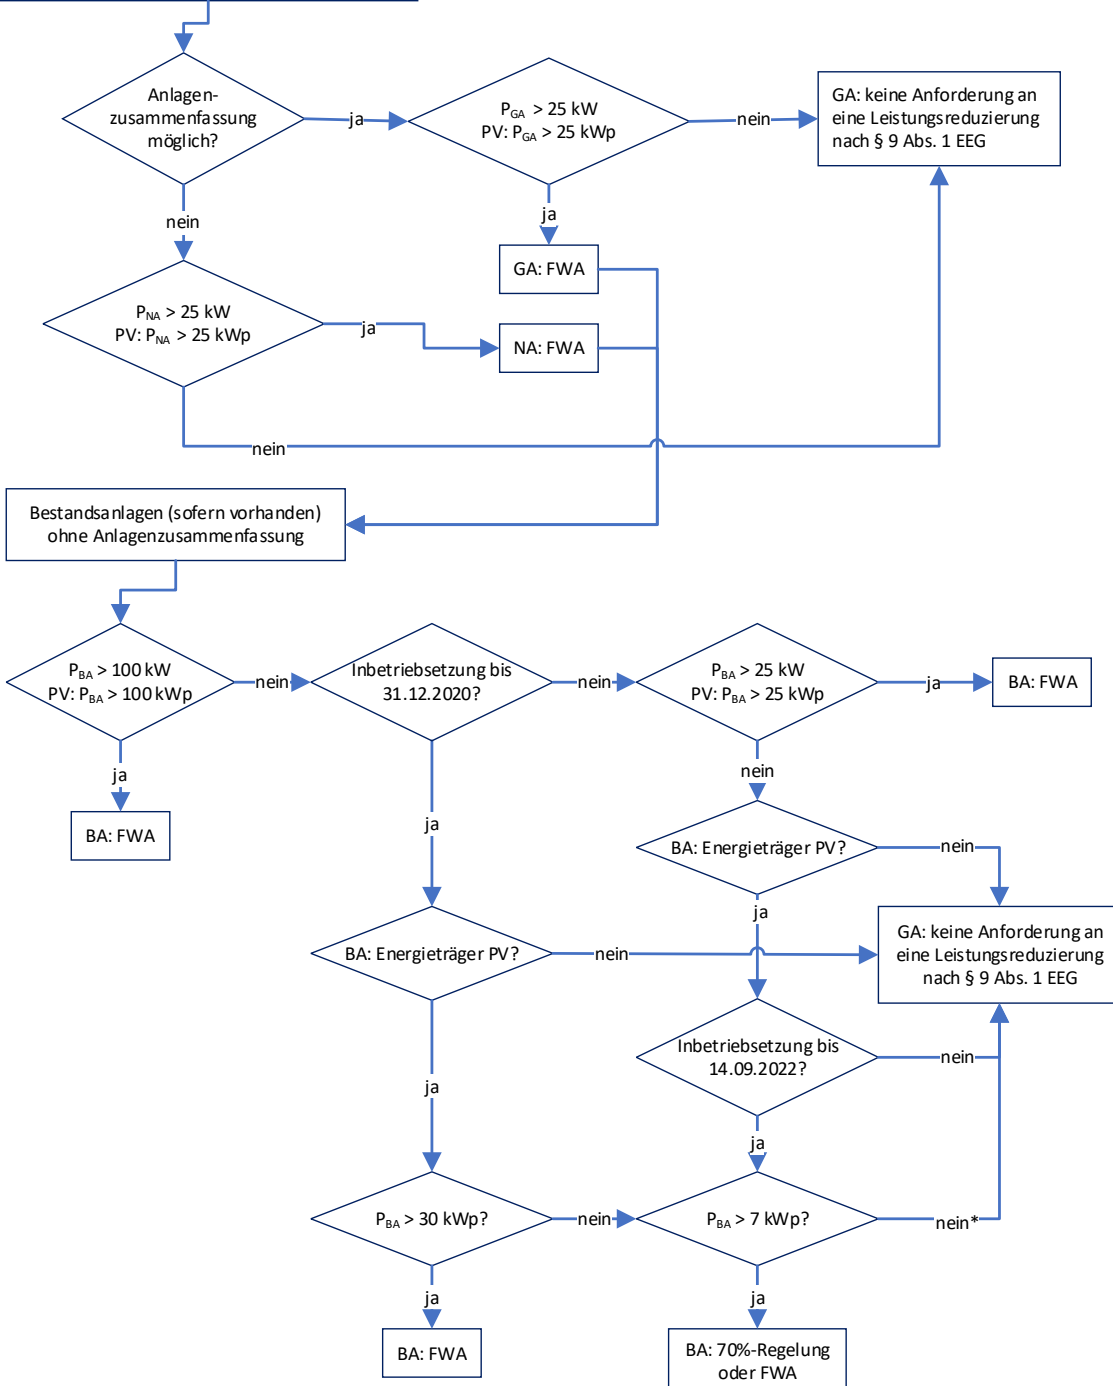 Anlagen-
zusammenfassung
möglich?
ja
P_GA > 25 kW
PV: P_GA > 25 kWp
nein
GA: keine Anforderung an
eine Leistungsreduzierung
nach § 9 Abs. 1 EEG
nein
ja
GA: FWA
P_NA > 25 kW
PV: P_NA > 25 kWp
ja
NA: FWA
nein
Bestandsanlagen (sofern vorhanden)
ohne Anlagenzusammenfassung
P_BA > 100 kW
PV: P_BA > 100 kWp
nein
Inbetriebsetzung bis
31.12.2020?
nein
P_BA > 25 kW
PV: P_BA > 25 kWp
ja
BA: FWA
ja
BA: FWA
nein
ja
BA: Energieträger PV?
nein
ja
BA: Energieträger PV?
nein
GA: keine Anforderung an
eine Leistungsreduzierung
nach § 9 Abs. 1 EEG
Inbetriebsetzung bis
14.09.2022?
nein
ja
ja
P_BA > 30 kWp?
nein
P_BA > 7 kWp?
nein*
ja
ja
BA: FWA
BA: 70%-Regelung
oder FWA